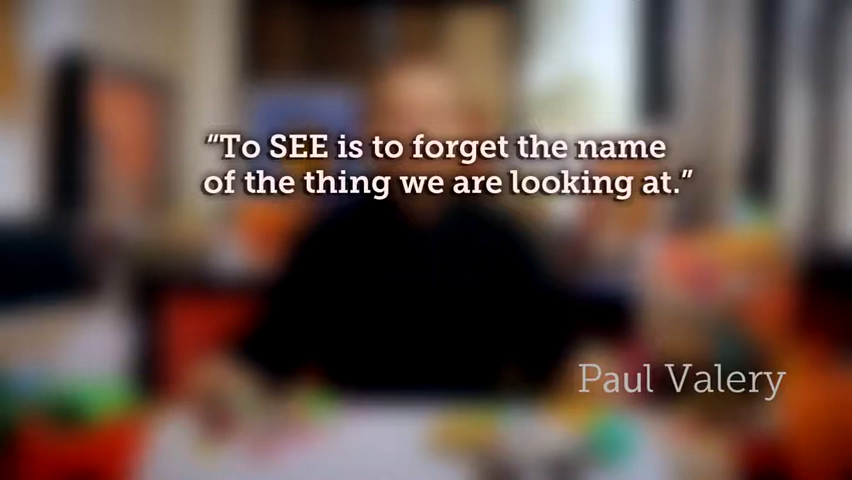 “To SEE is to forget the name
of the thing we are looking at.”
Paul Valery